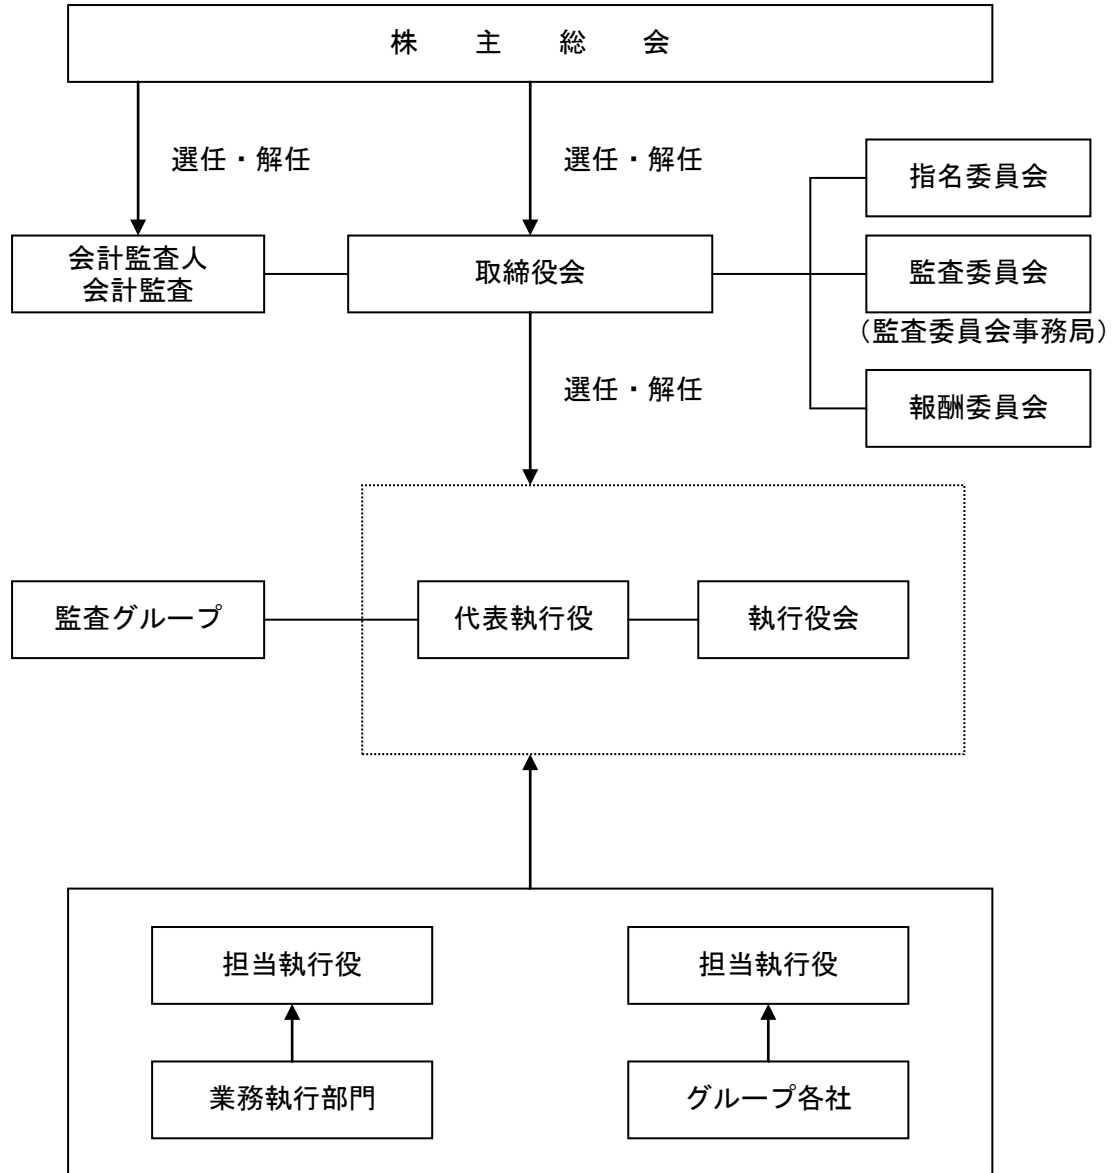 株 主 総 会
選任・解任
選任・解任
指名委員会
会計監査人
会計監査
取締役会
監査委員会
（監査委員会事務局）
選任・解任
報酬委員会
監査グループ
代表執行役
執行役会
担当執行役
担当執行役
業務執行部門
グループ各社